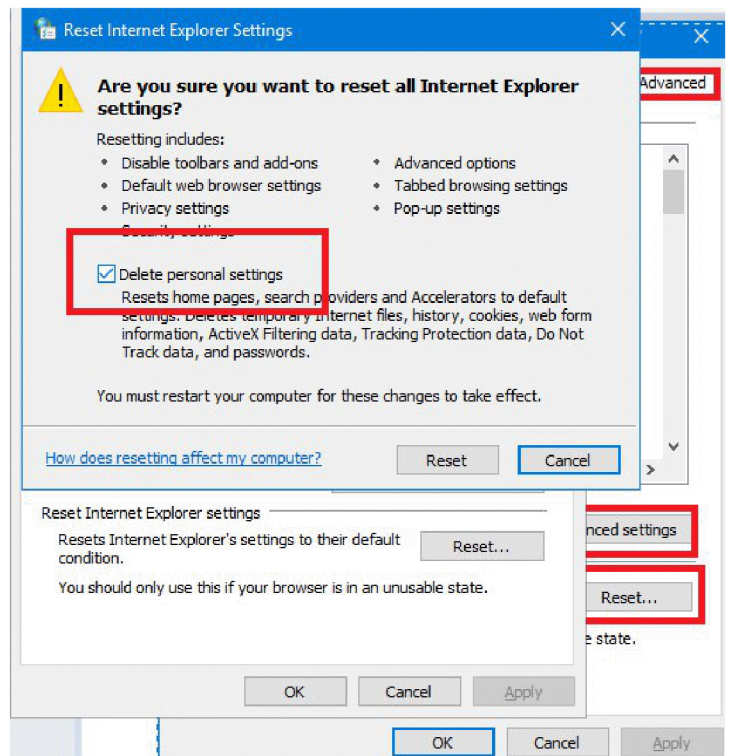 Reset Internet Explorer Settings
Advanced
Are you sure you want to reset all Internet Explorer
settings?
Resetting includes:
• Disable toolbars and add-ons
• Default web browser settings
• Privacy settings
Security settings
• Advanced options
• Tabbed browsing settings
• Pop-up settings
Delete personal settings
Resets home pages, search providers and Accelerators to default
settings. Deletes temporary Internet files, history, cookies, web form
information, ActiveX Filtering data, Tracking Protection data, Do Not
Track data, and passwords.
You must restart your computer for these changes to take effect.
How does resetting affect my computer?
Reset
Cancel
Reset Internet Explorer settings
Resets Internet Explorer's settings to their default
condition.
Reset...
You should only use this if your browser is in an unusable state.
OK
Cancel
Apply
nced settings
Reset...
e state.
OK
Cancel
Apply